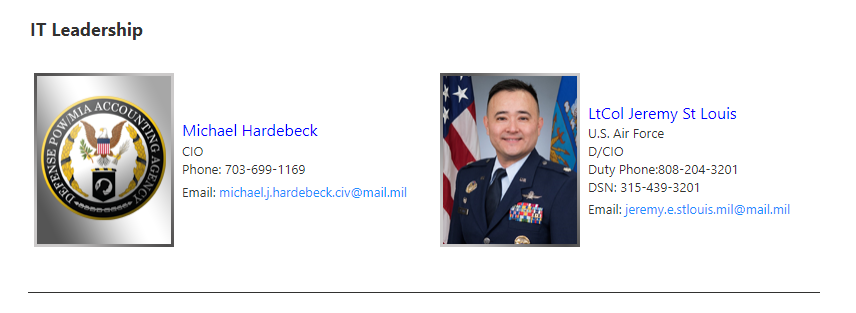 IT Leadership
DEFENSE POW/MIA ACCOUNTING AGENCY
Michael Hardebeck
CIO
Phone: 703-699-1169
Email: michael.j.hardebeck.civ@mail.mil
LtCol Jeremy St Louis
U.S. Air Force
D/CIO
Duty Phone:808-204-3201
DSN: 315-439-3201
Email: jeremy.e.stlouis.mil@mail.mil